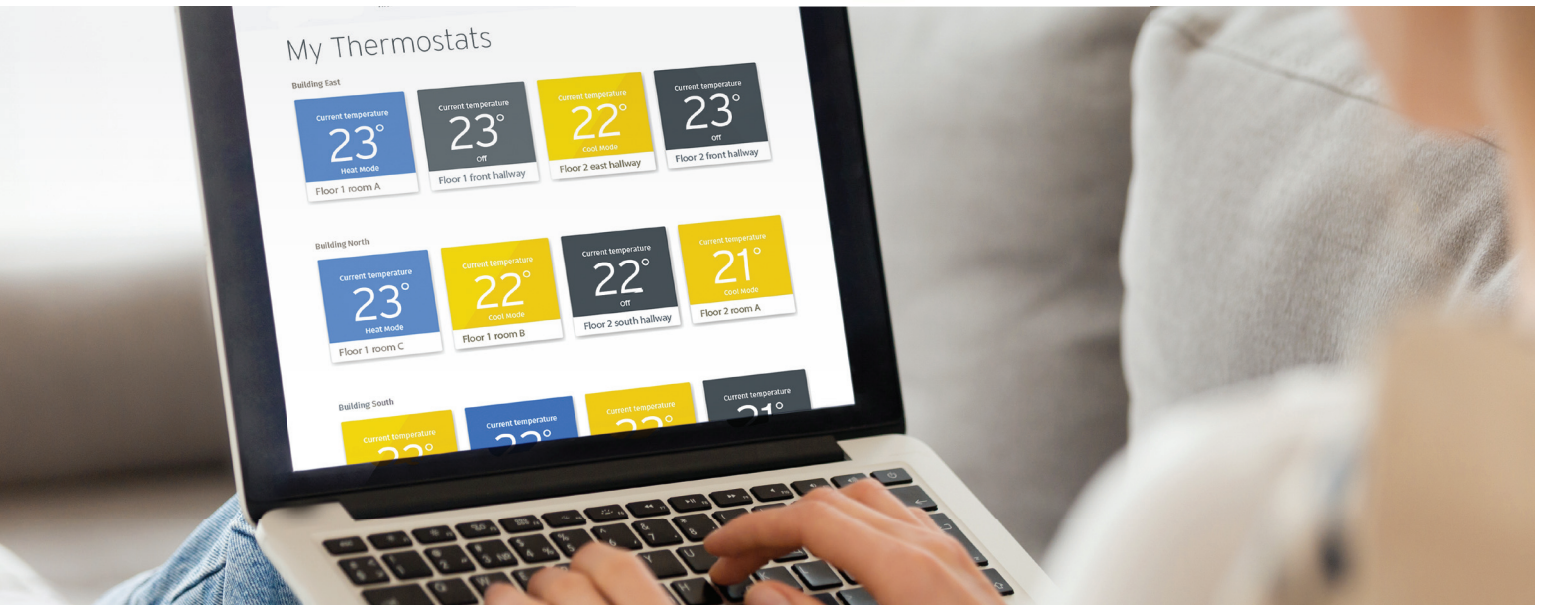 My Thermostats
Building East
Current temperature
23°
Heat Mode
Floor 1 room A
Current temperature
23°
Off
Floor 1 front hallway
Current temperature
22°
Cool Mode
Floor 2 east hallway
Current temperature
23°
Off
Floor 2 front hallway
Building North
Current temperature
23°
Heat Mode
Floor 1 room C
Current temperature
22°
Cool Mode
Floor 1 room B
Current temperature
22°
Off
Floor 2 south hallway
Current temperature
21°
Cool Mode
Floor 2 room A
Building South
Current temperature
Current temperature
Current temperature
Current temperature
21°